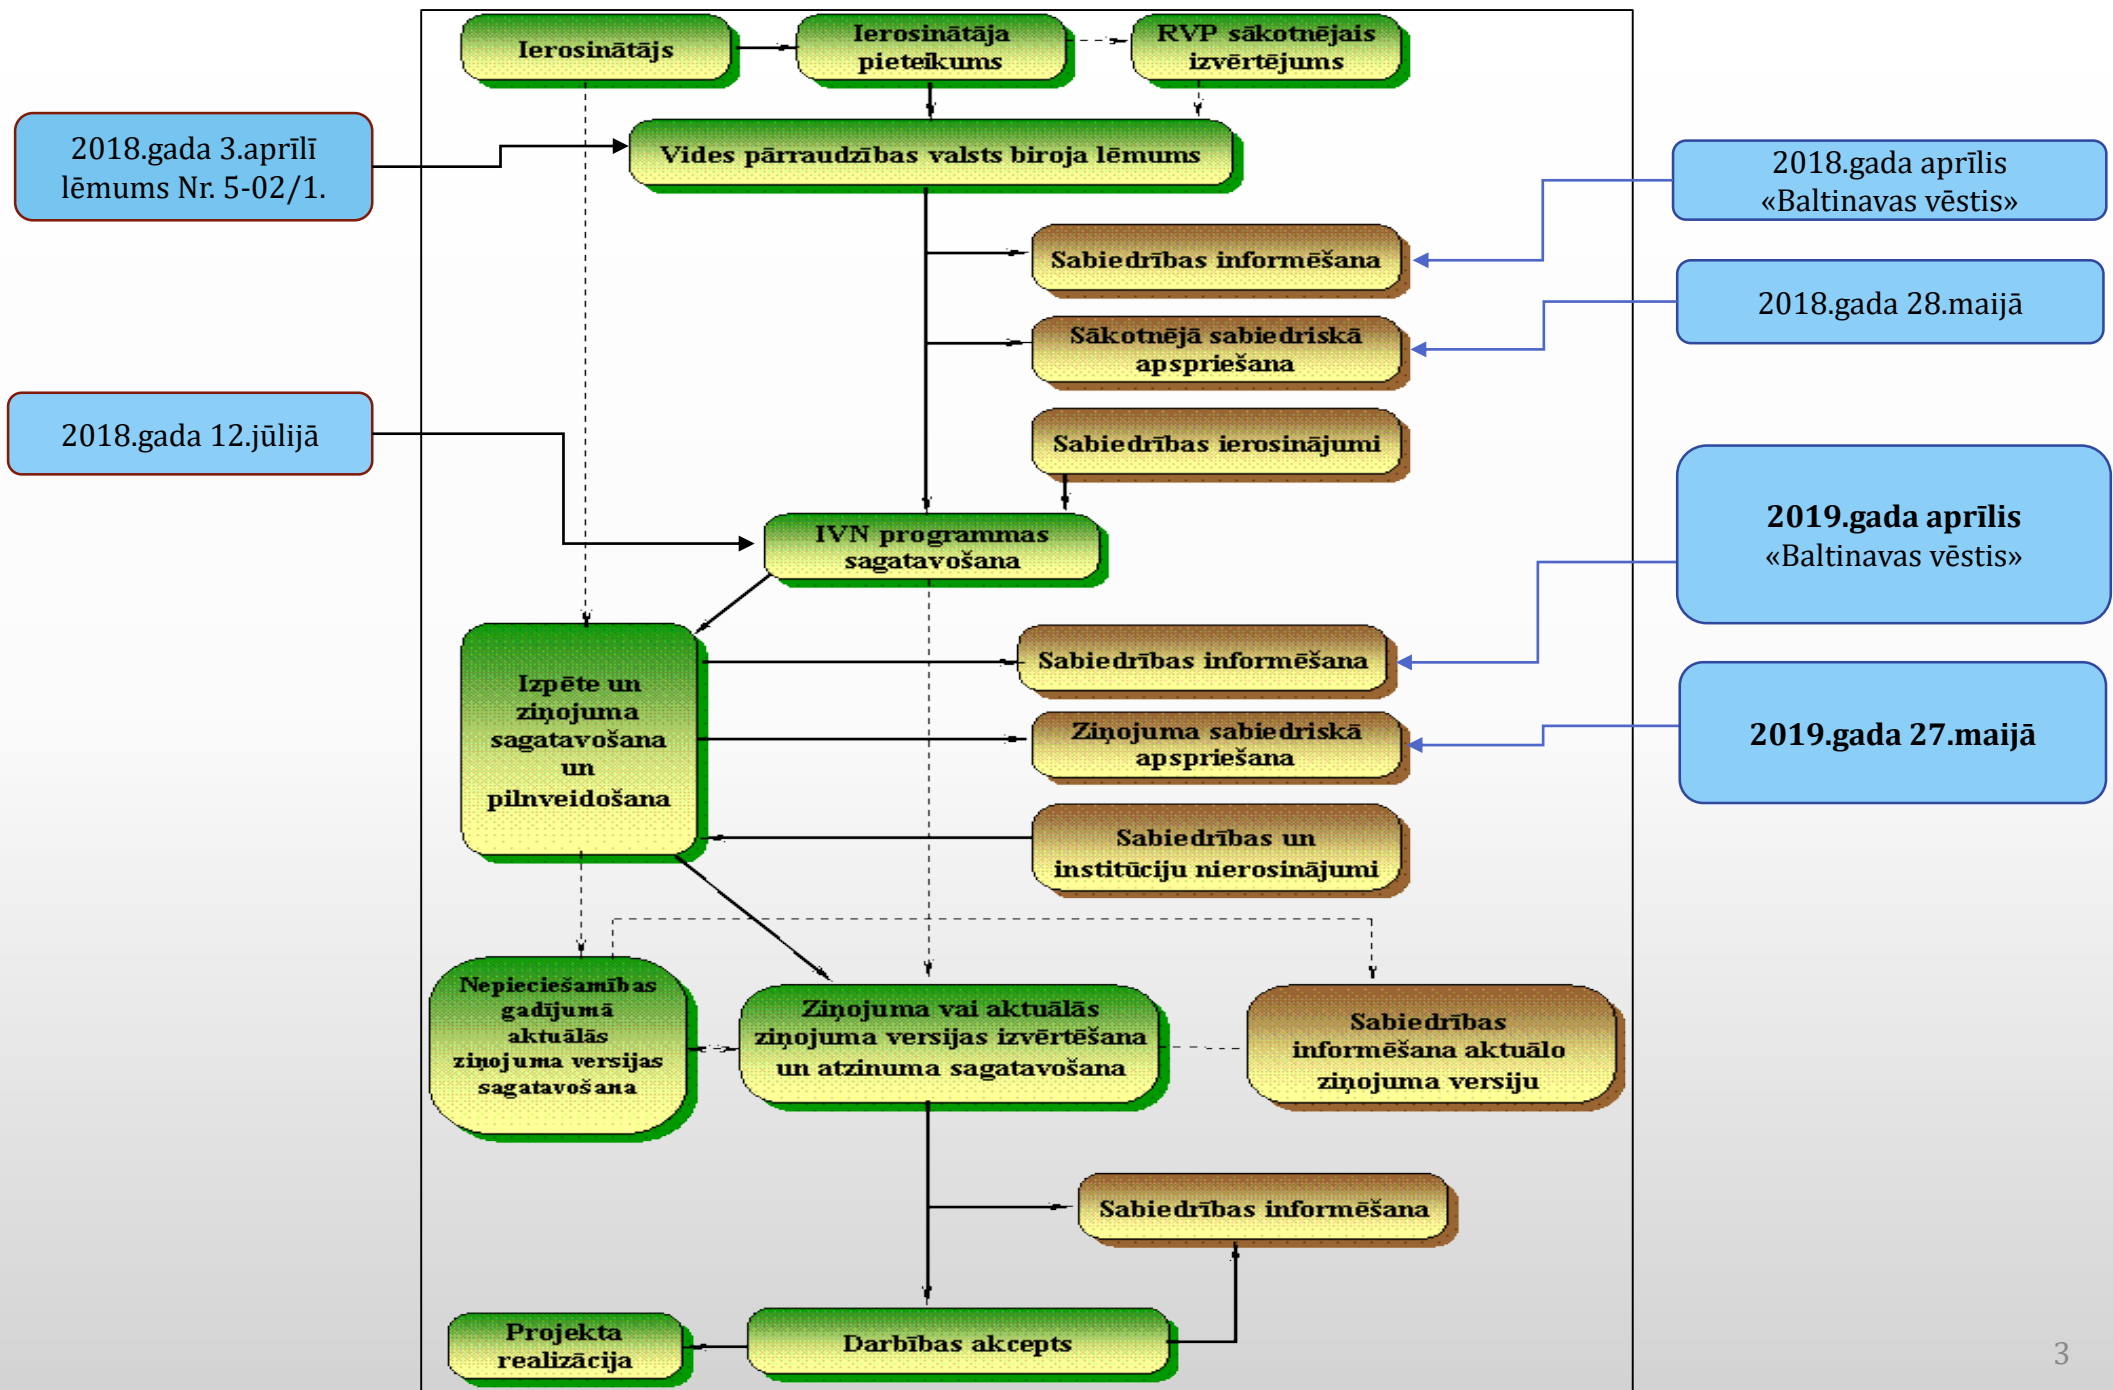 Ierosinātājs
Ierosinātāja
pieteikums
RVP sākotnējais
izvērtējums
2018.gada 3.aprīlī
lēmums Nr. 5-02/1.
Vides pārraudzības valsts biroja lēmums
2018.gada aprīlis
«Baltinavas vēstis»
Sabiedrības informēšana
2018.gada 28.maijā
Sākotnējā sabiedriskā
apspriešana
2018.gada 12.jūlijā
Sabiedrības ierosinājumi
IVN programmas
sagatavošana
2019.gada aprīlis
«Baltinavas vēstis»
Izpēte un
ziņojuma
sagatavošana
un
pilnveidošana
Sabiedrības informēšana
Ziņojuma sabiedriskā
apspriešana
2019.gada 27.maijā
Sabiedrības un
institūciju nierosinājumi
Nepieciešamības
gadījumā
aktuālās
ziņojuma versijas
sagatavošana
Ziņojuma vai aktuālās
ziņojuma versijas izvērtēšana
un atzinuma sagatavošana
Sabiedrības
informēšana aktuālo
ziņojuma versiju
Sabiedrības informēšana
Projekta
realizācija
Darbības akcepts
3